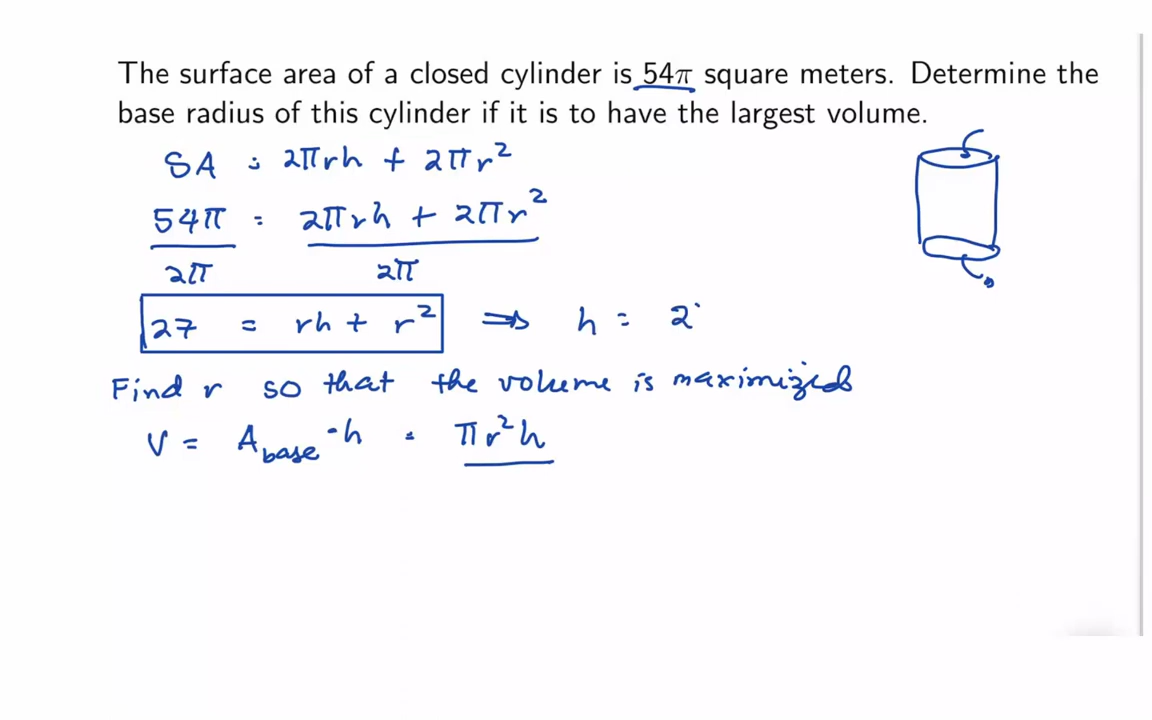 The surface area of a closed cylinder is 54π square meters. Determine the
base radius of this cylinder if it is to have the largest volume.
SA = 2πrh + 2πr²
54π = 2πrh + 2πr²
2π 2π
27 = rh + r² ⇒ h = 2
Find r so that the volume is maximized
V = A_base · h = πr²h